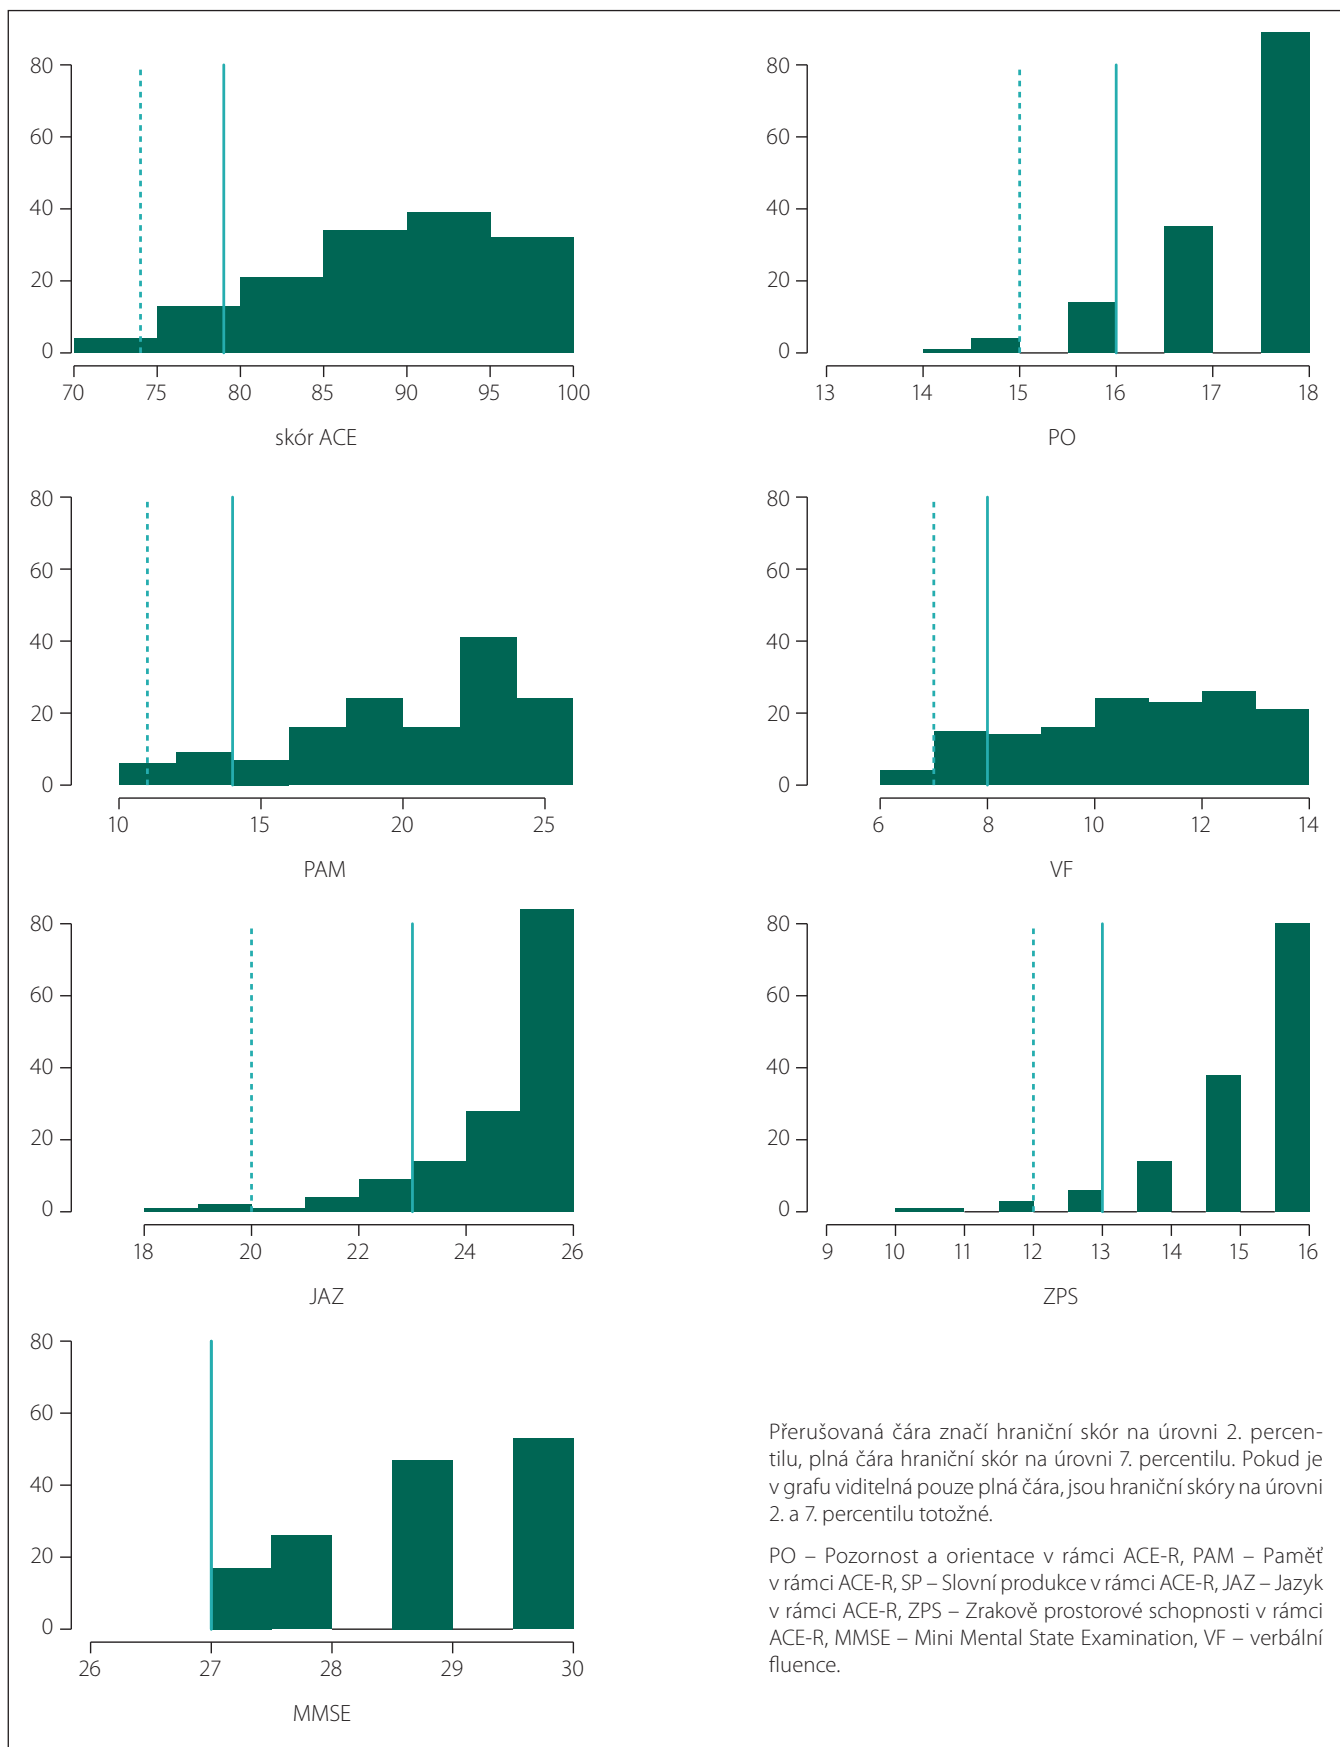 80
60
40
20
0
70 75 80 85 90 95 100
skór ACE
80
60
40
20
0
13 14 15 16 17 18
PO
80
60
40
20
0
10 15 20 25
PAM
80
60
40
20
0
6 8 10 12 14
VF
80
60
40
20
0
18 20 22 24 26
JAZ
80
60
40
20
0
9 10 11 12 13 14 15 16
ZPS
80
60
40
20
0
26 27 28 29 30
MMSE
Přerušovaná čára značí hraniční skór na úrovni 2. percen-
tilu, plná čára hraniční skór na úrovni 7. percentilu. Pokud je
v grafu viditelná pouze plná čára, jsou hraniční skóry na úrovni
2. a 7. percentilu totožné.
PO – Pozornost a orientace v rámci ACE-R, PAM – Paměť
v rámci ACE-R, SP – Slovní produkce v rámci ACE-R, JAZ – Jazyk
v rámci ACE-R, ZPS – Zrakově prostorové schopnosti v rámci
ACE-R, MMSE – Mini Mental State Examination, VF – verbální
fluence.